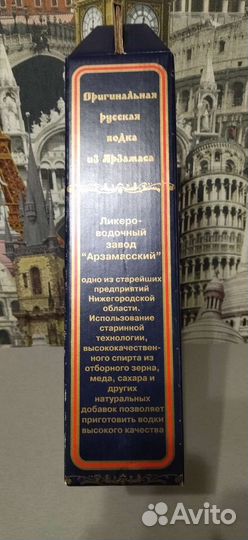 Оригинальная
русская
водка
из Арзамаса
Ликеро-
водочный
завод
"Арзамасский"
одно из старейших
предприятий
Нижегородской
области.
Использование
старинной
технологии,
высококачествен-
ного спирта из
отборного зерна,
меда, сахара и
других
натуральных
добавок позволяет
приготовить водки
высокого качества
Avito